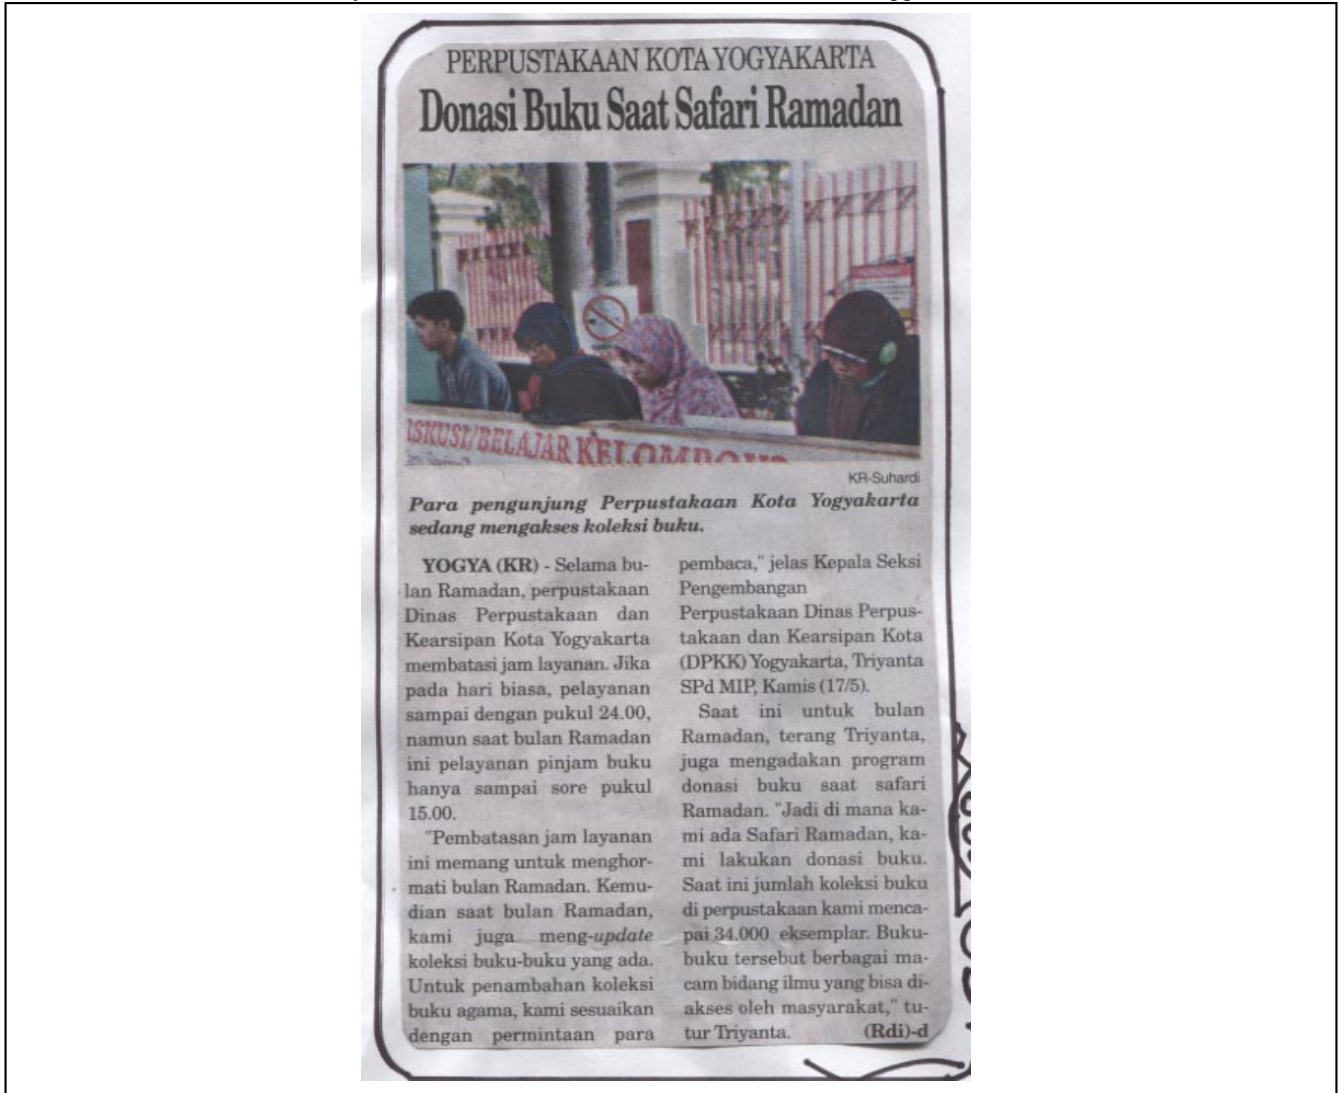 PERPUSTAKAAN KOTA YOGYAKARTA
Donasi Buku Saat Safari Ramadan
ISKUSI/BELAJAR KELOMPOK
KR-Suhardi
Para pengunjung Perpustakaan Kota Yogyakarta
sedang mengakses koleksi buku.
YOGYA (KR) - Selama bu-
lan Ramadan, perpustakaan
Dinas Perpustakaan dan
Kearsipan Kota Yogyakarta
membatasi jam layanan. Jika
pada hari biasa, pelayanan
sampai dengan pukul 24.00,
namun saat bulan Ramadan
ini pelayanan pinjam buku
hanya sampai sore pukul
15.00.
"Pembatasan jam layanan
ini memang untuk menghor-
mati bulan Ramadan. Kemu-
dian saat bulan Ramadan,
kami juga meng-update
koleksi buku-buku yang ada.
Untuk penambahan koleksi
buku agama, kami sesuaikan
dengan permintaan para
pembaca," jelas Kepala Seksi
Pengembangan
Perpustakaan Dinas Perpus-
takaan dan Kearsipan Kota
(DPKK) Yogyakarta, Triyanta
SPd MIP, Kamis (17/5).
Saat ini untuk bulan
Ramadan, terang Triyanta,
juga mengadakan program
donasi buku saat safari
Ramadan. "Jadi di mana ka-
mi ada Safari Ramadan, ka-
mi lakukan donasi buku.
Saat ini jumlah koleksi buku
di perpustakaan kami menca-
pai 34.000 eksemplar. Buku-
buku tersebut berbagai ma-
cam bidang ilmu yang bisa di-
akses oleh masyarakat," tu-
tur Triyanta. (Rdi)-d